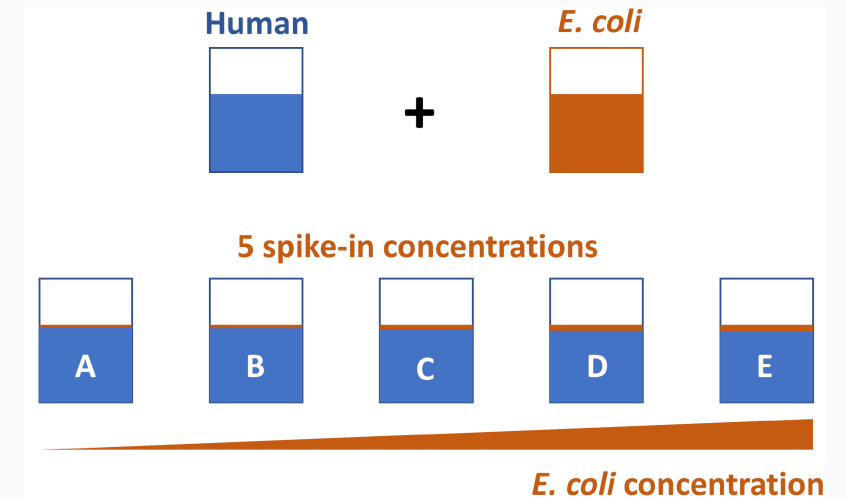 Human
E. coli
+
5 spike-in concentrations
A
B
C
D
E
E. coli concentration